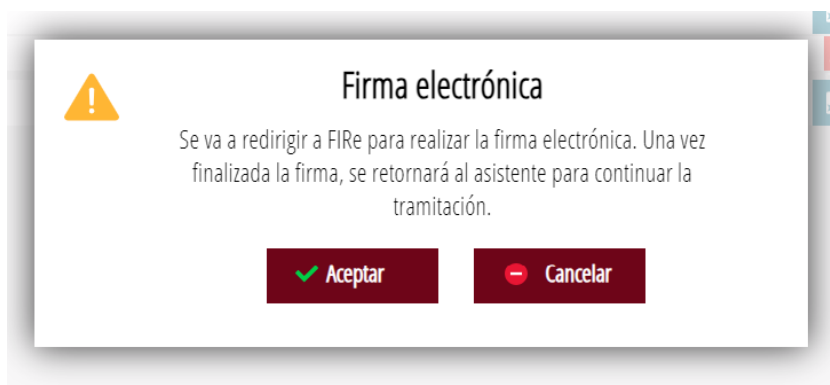 Firma electrónica
Se va a redirigir a FIRe para realizar la firma electrónica. Una vez
finalizada la firma, se retornará al asistente para continuar la
tramitación.
Aceptar
Cancelar